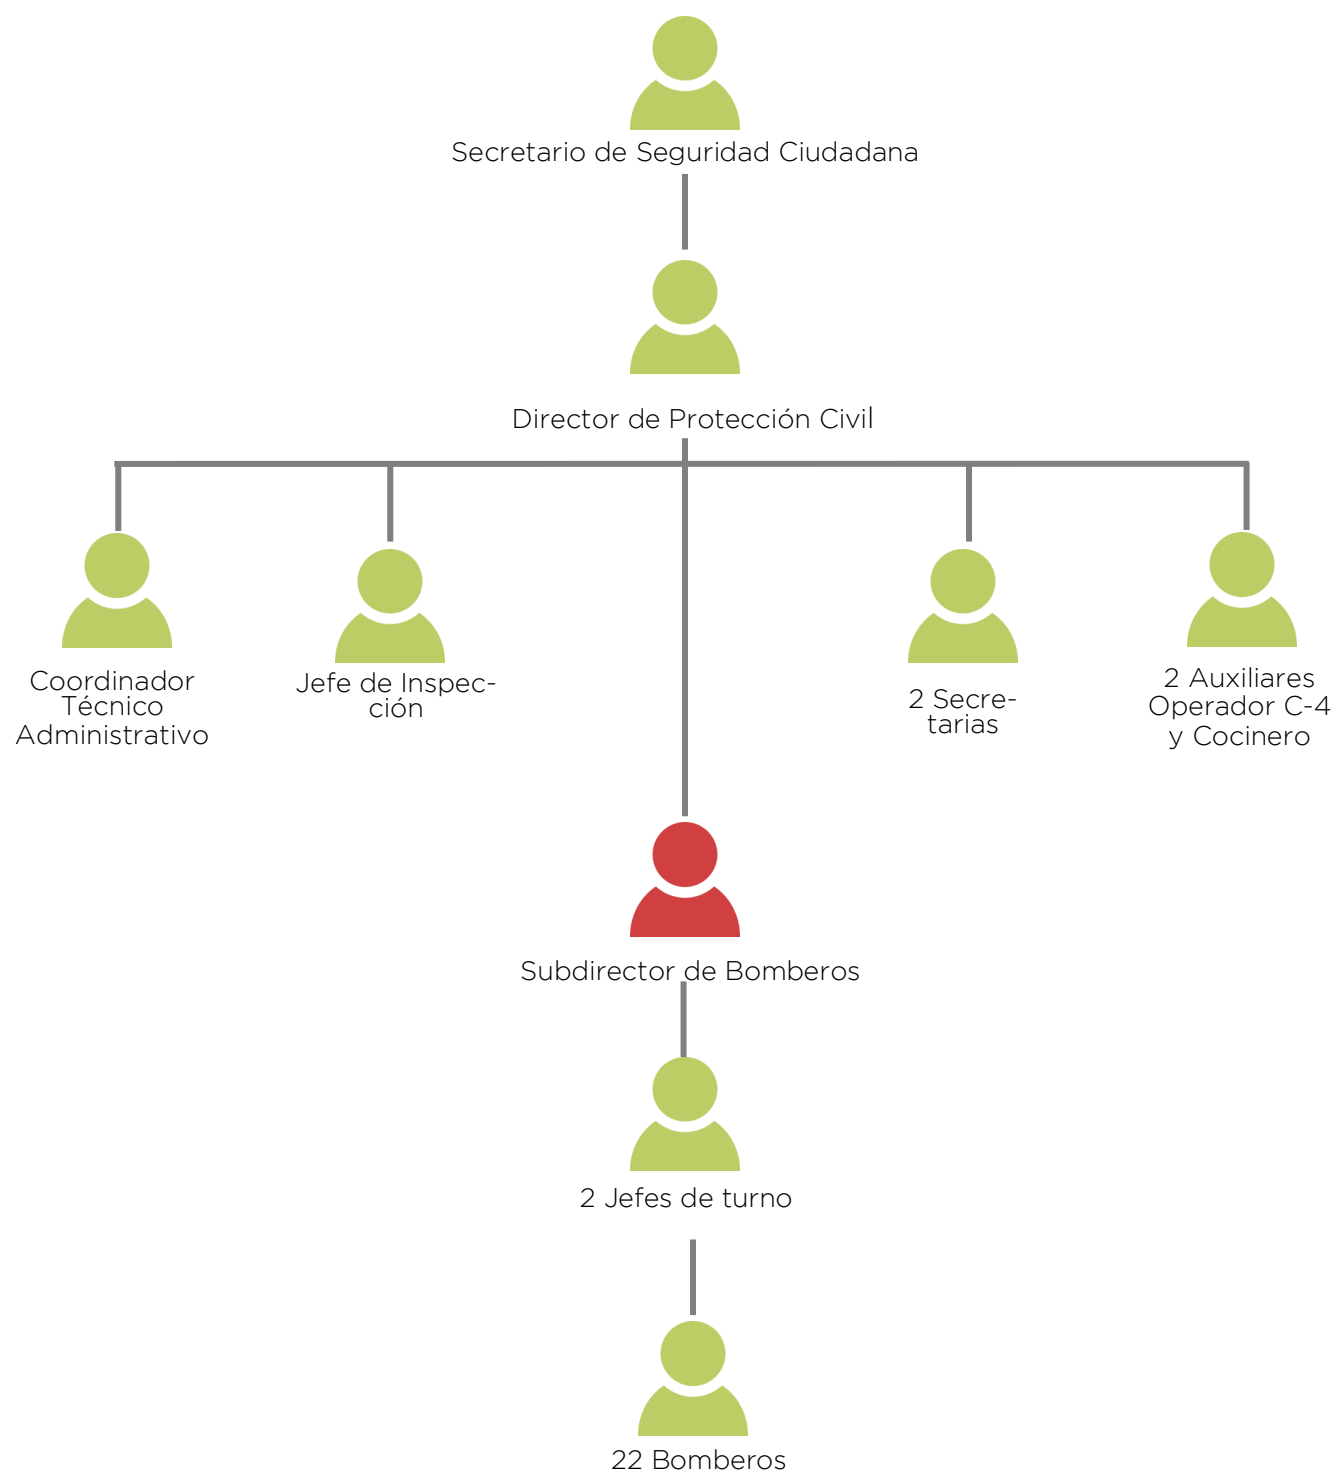 Secretario de Seguridad Ciudadana
Director de Protección Civil
Coordinador
Técnico
Administrativo
Jefe de Inspec-
ción
2 Secre-
tarias
2 Auxiliares
Operador C-4
y Cocinero
Subdirector de Bomberos
2 Jefes de turno
22 Bomberos